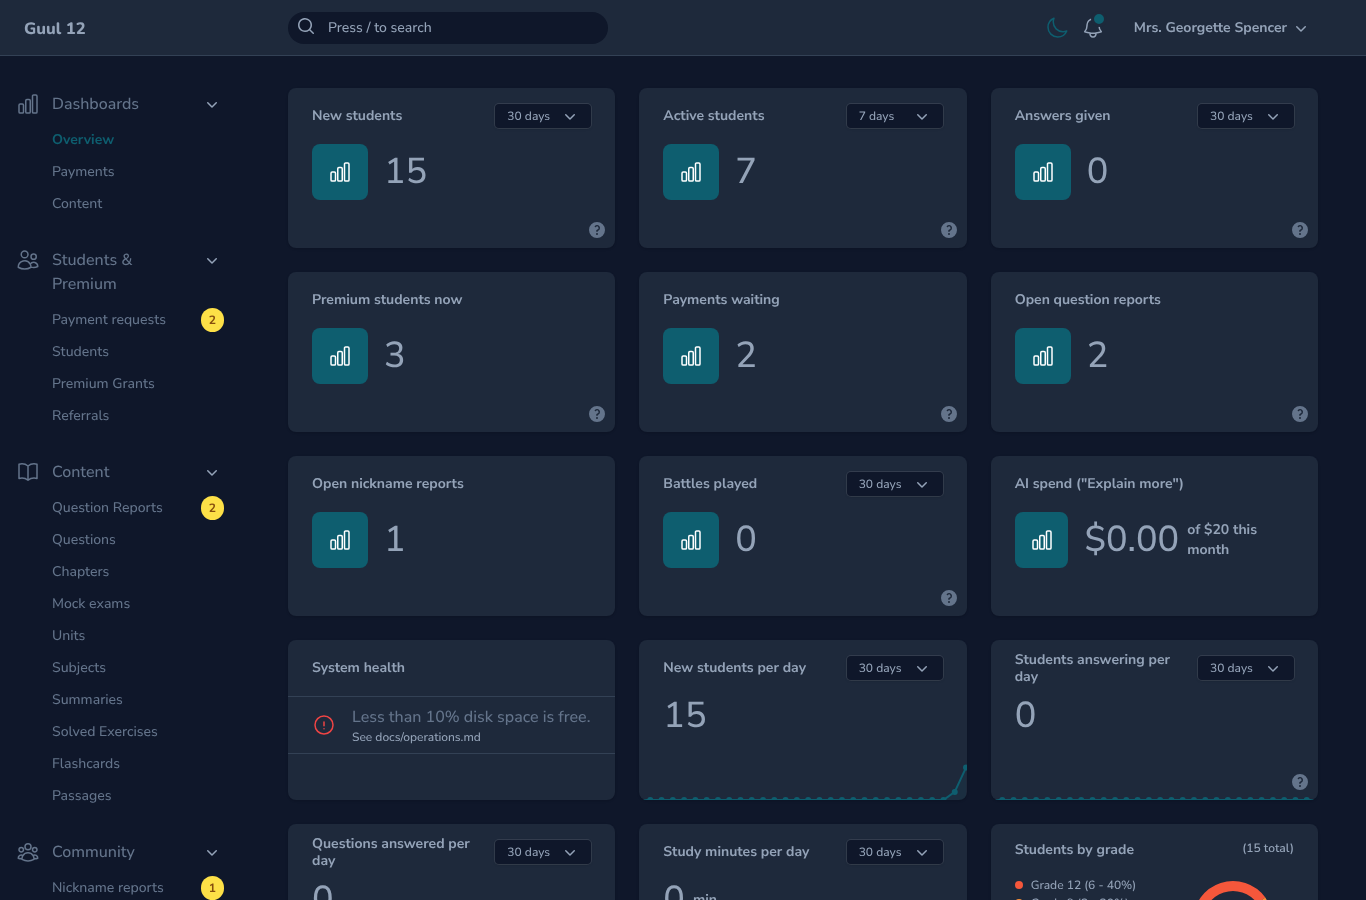 Guul 12
Press / to search
Mrs. Georgette Spencer
Dashboards
Overview
Payments
Content
Students &
Premium
Payment requests 2
Students
Premium Grants
Referrals
Content
Question Reports 2
Questions
Chapters
Mock exams
Units
Subjects
Summaries
Solved Exercises
Flashcards
Passages
Community
Nickname reports 1
New students 30 days
15
?
Active students 7 days
7
?
Answers given 30 days
0
?
Premium students now
3
?
Payments waiting
2
?
Open question reports
2
?
Open nickname reports
1
Battles played 30 days
0
?
AI spend ("Explain more")
$0.00 of $20 this
month
System health
Less than 10% disk space is free.
See docs/operations.md
New students per day 30 days
15
Students answering per
day
30 days
0
?
Questions answered per
day
30 days
0
Study minutes per day 30 days
0 min
Students by grade (15 total)
Grade 12 (6 - 40%)